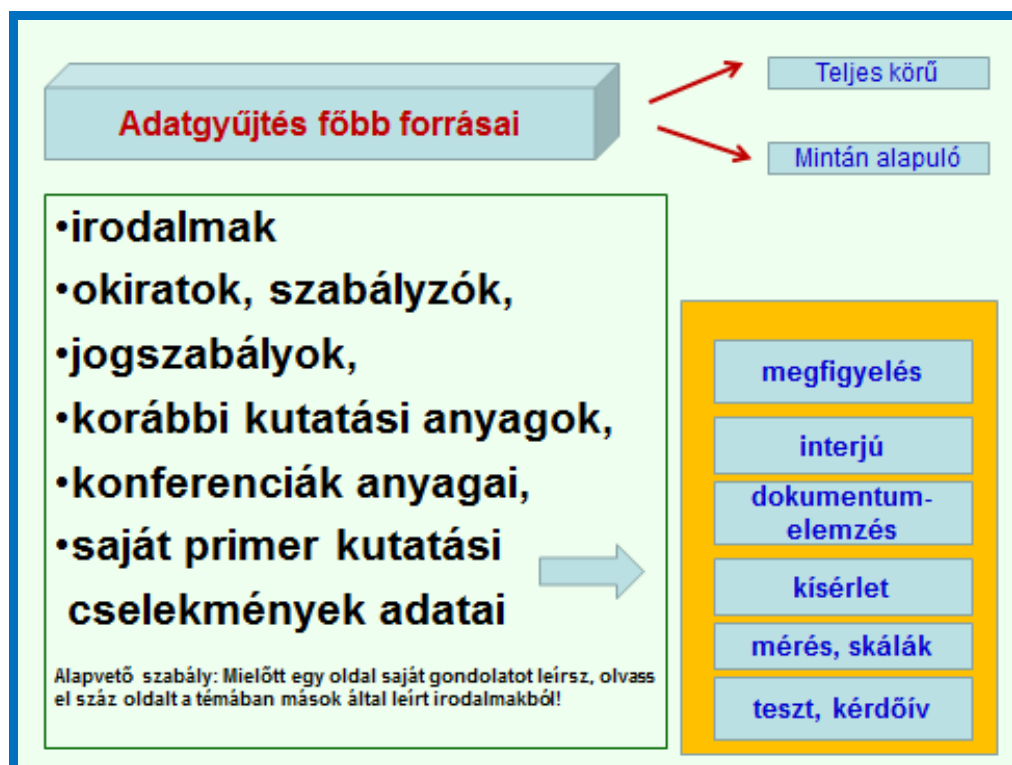 Adatgyűjtés főbb forrásai
Teljes körű
Mintán alapuló
•irodalmak
•okiratok, szabályzók,
•jogszabályok,
•korábbi kutatási anyagok,
•konferenciák anyagai,
•saját primer kutatási
cselekmények adatai
Alapvető szabály: Mielőtt egy oldal saját gondolatot leírsz, olvass
el száz oldalt a témában mások által leírt irodalmakból!
megfigyelés
interjú
dokumentum-
elemzés
kísérlet
mérés, skálák
teszt, kérdőív